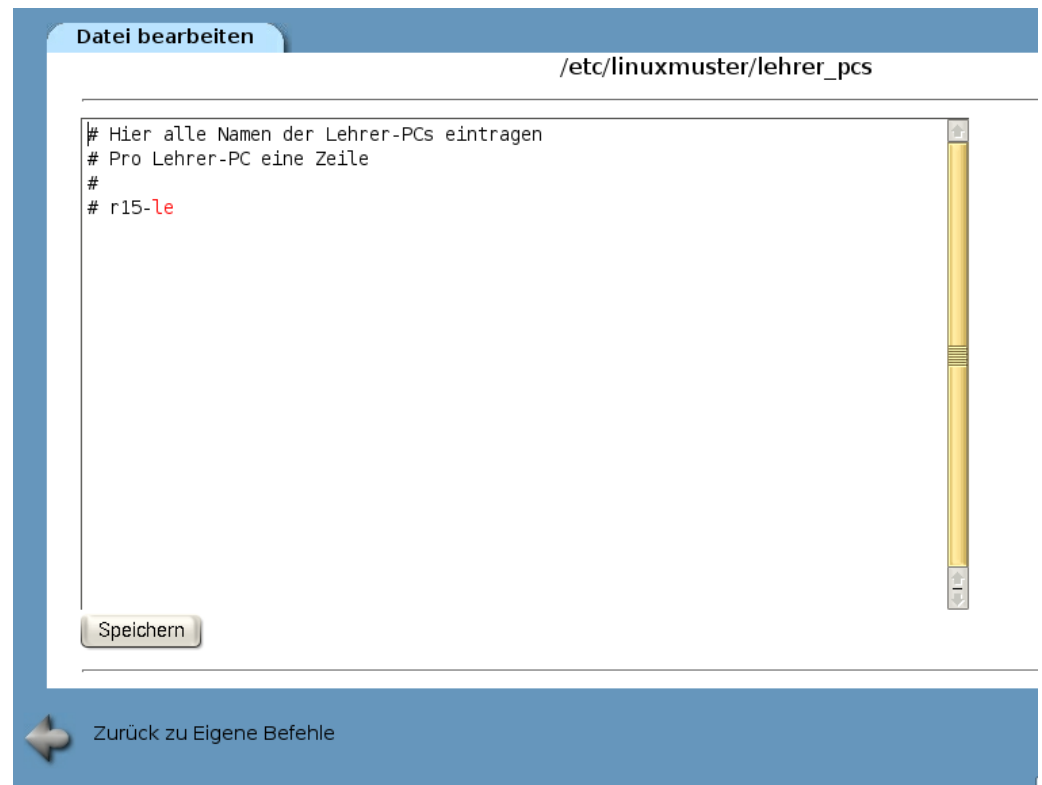 Datei bearbeiten
/etc/linuxmuster/lehrer_pcs
# Hier alle Namen der Lehrer-PCs eintragen
# Pro Lehrer-PC eine Zeile
#
# r15-le
Speichern
Zurück zu Eigene Befehle